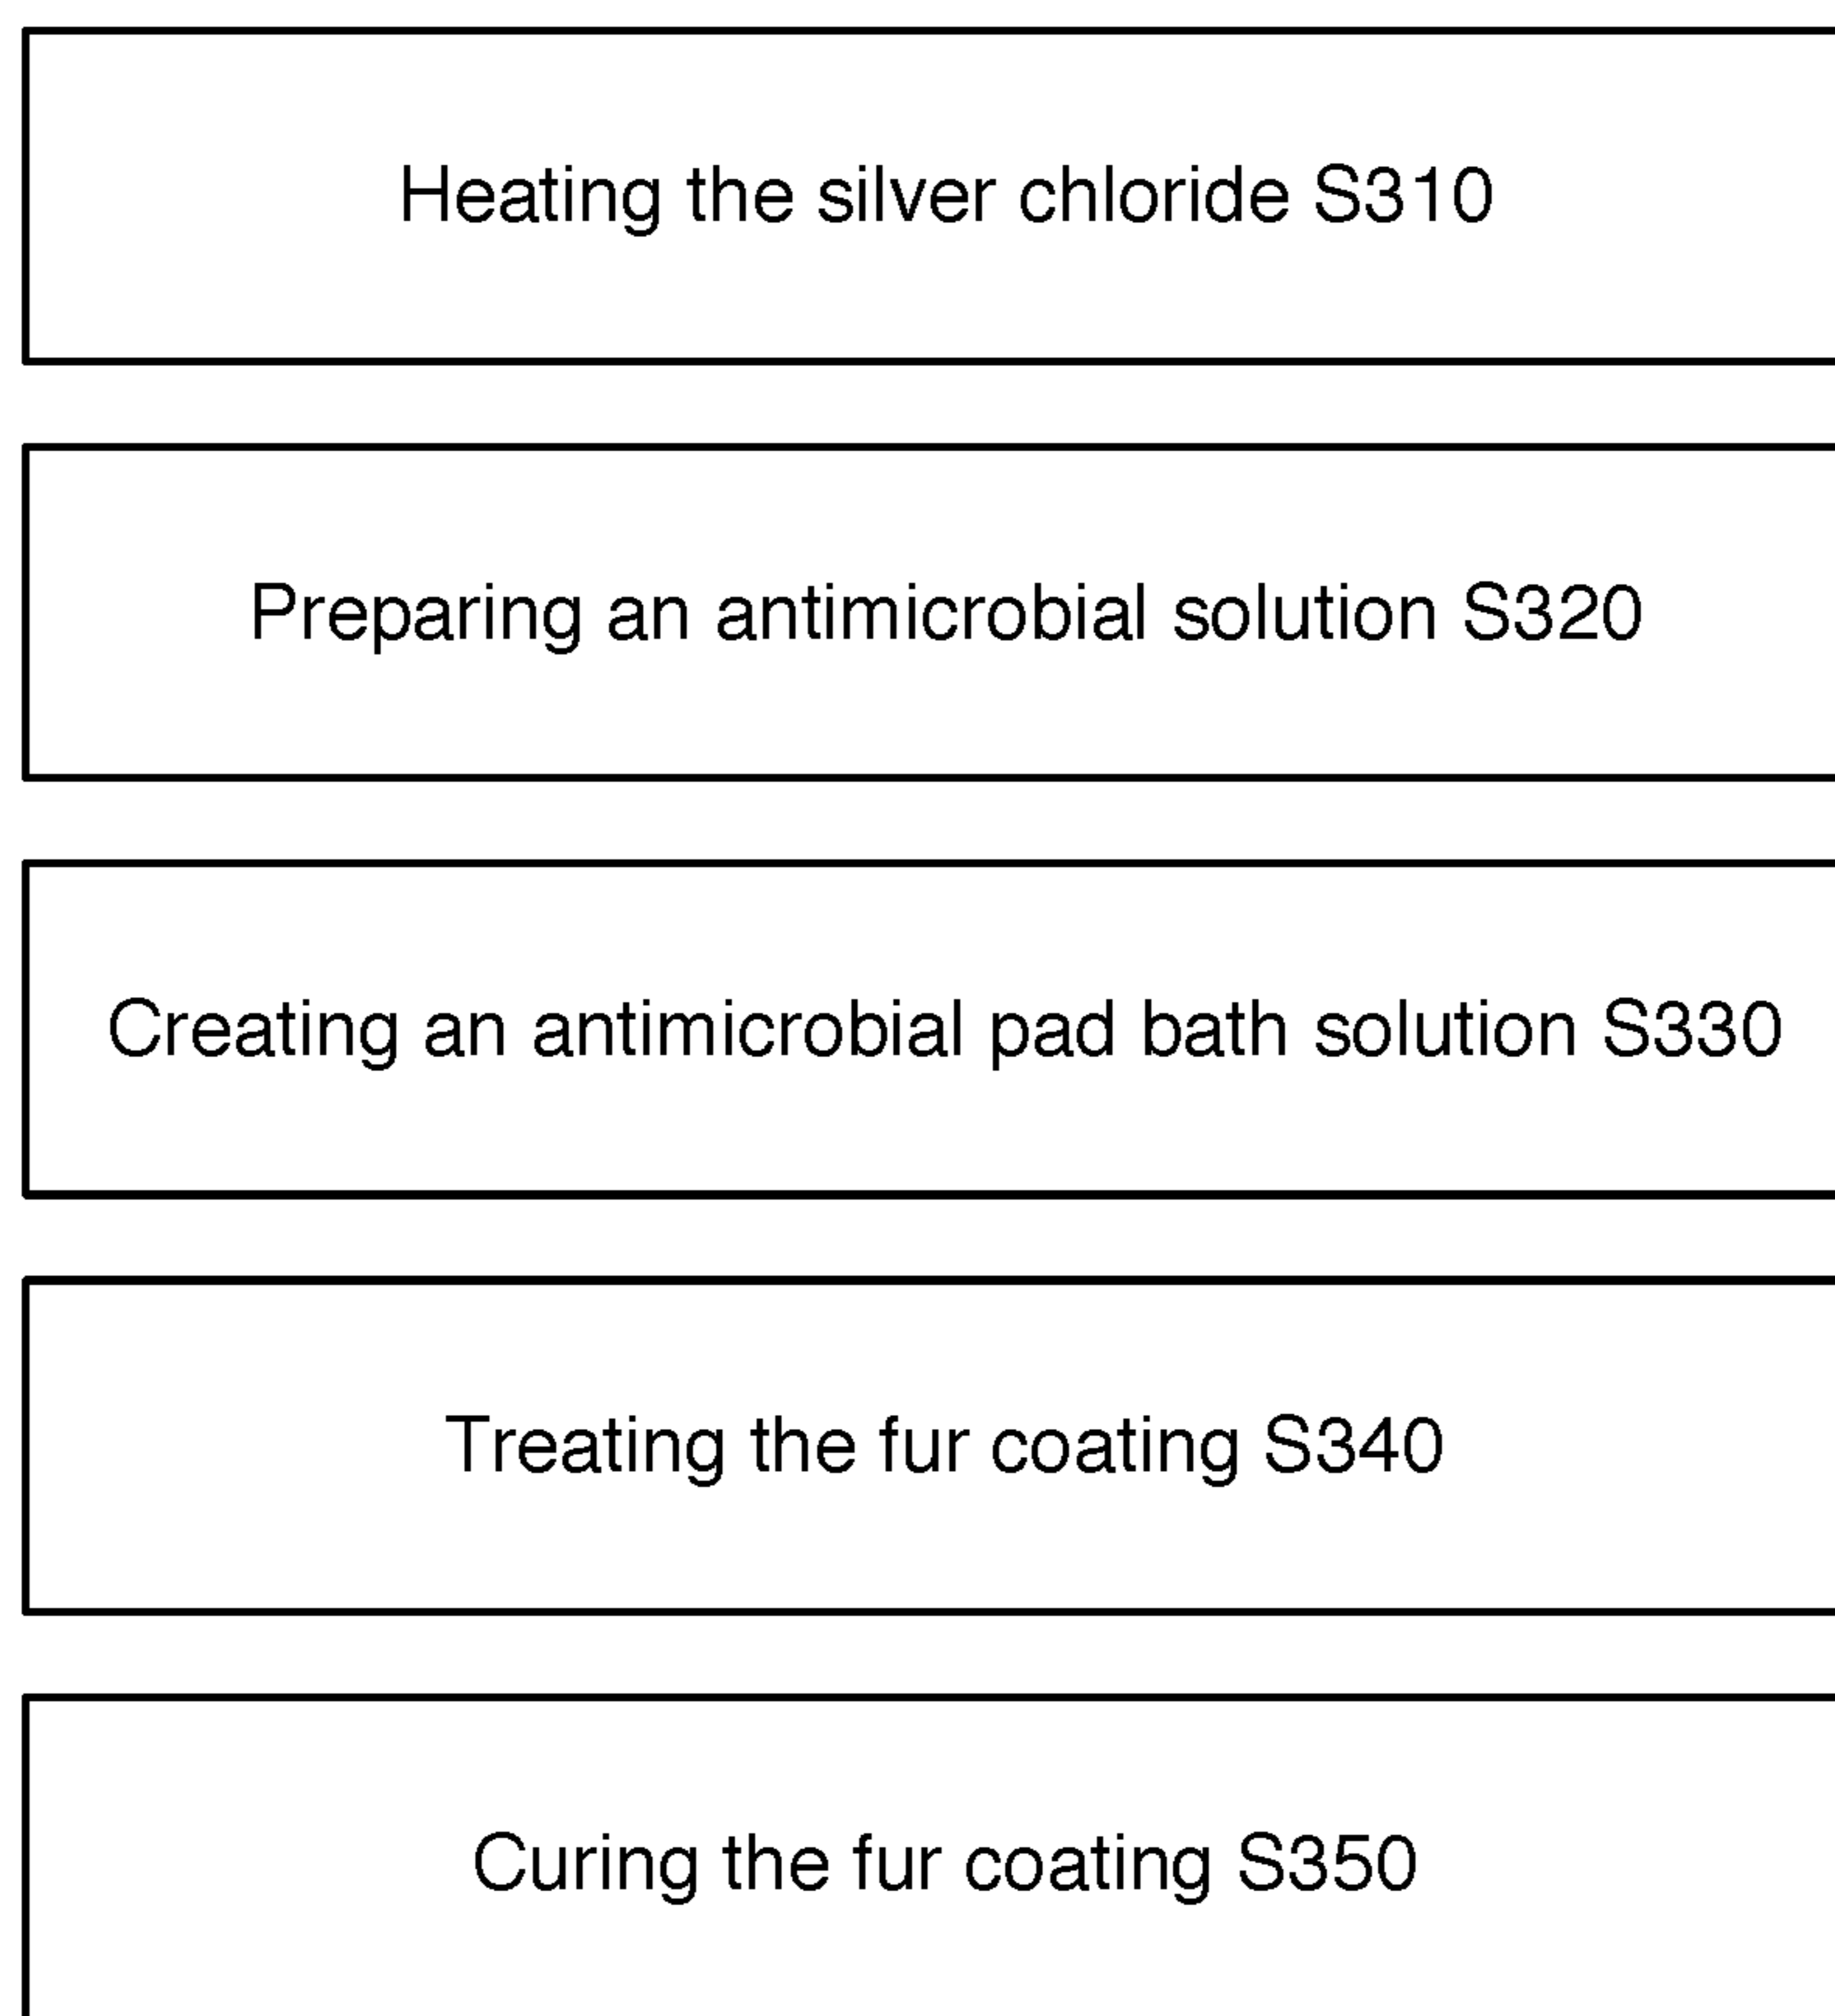 Heating the silver chloride S310
Preparing an antimicrobial solution S320
Creating an antimicrobial pad bath solution S330
Treating the fur coating S340
Curing the fur coating S350